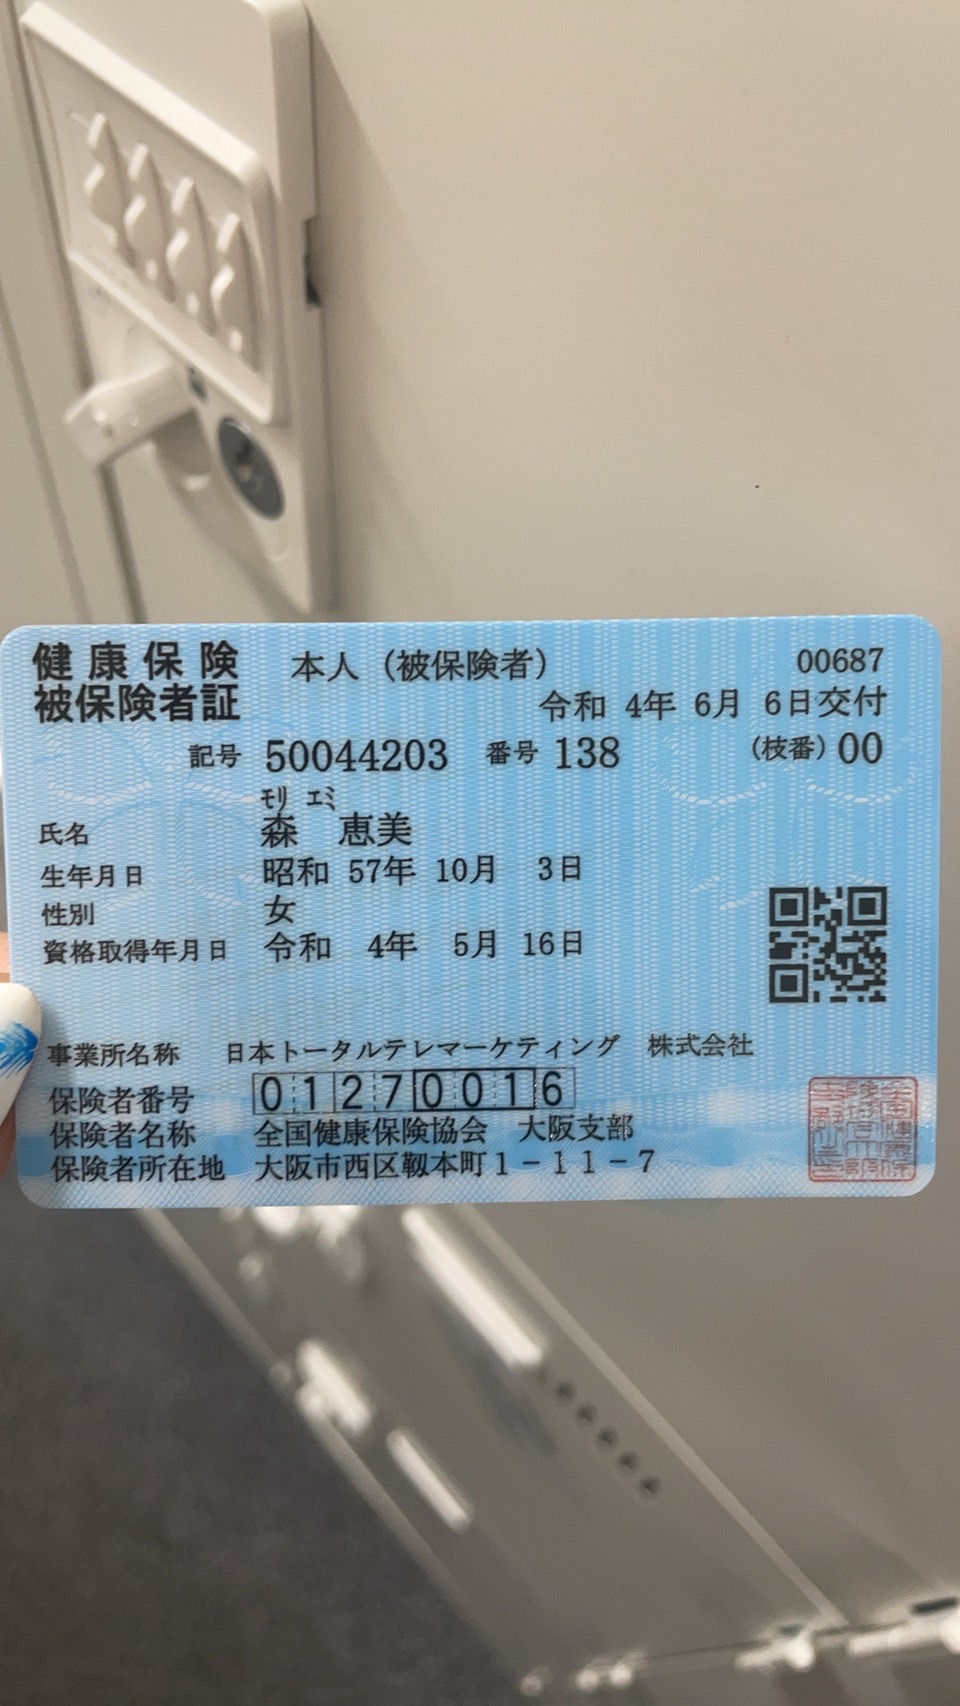 健康保険
被保険者証
本人（被保険者）
00687
令和 4年 6月 6日交付
記号 50044203 番号 138 （枝番）00
ﾓﾘ ｴﾐ
氏名 森 恵美
生年月日 昭和 57年 10月 3日
性別 女
資格取得年月日 令和 4年 5月 16日
事業所名称 日本トータルテレマーケティング 株式会社
保険者番号 01270016
保険者名称 全国健康保険協会 大阪支部
保険者所在地 大阪市西区靱本町1-11-7